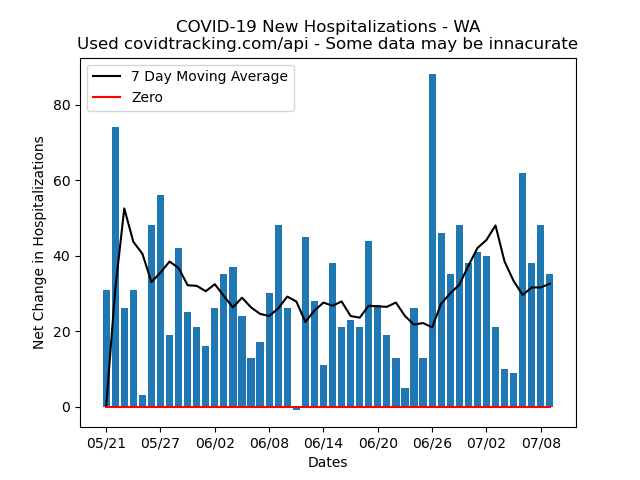 COVID-19 New Hospitalizations - WA
Used covidtracking.com/api - Some data may be innacurate
7 Day Moving Average
Zero
Net Change in Hospitalizations
80
60
40
20
0
05/21 05/27 06/02 06/08 06/14 06/20 06/26 07/02 07/08
Dates